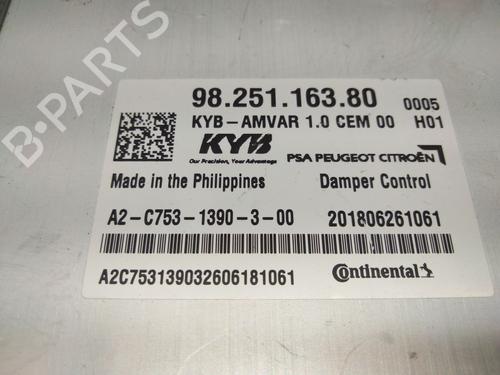 B-PARTS
98.251.163.80 0005
KYB-AMVAR 1.0 CEM 00 H01
KYB
Our Precision, Your Advantage
PSA PEUGEOT CITROËN
Made in the Philippines Damper Control
A2-C753-1390-3-00 201806261061
A2C75313903260618​1061
Continental